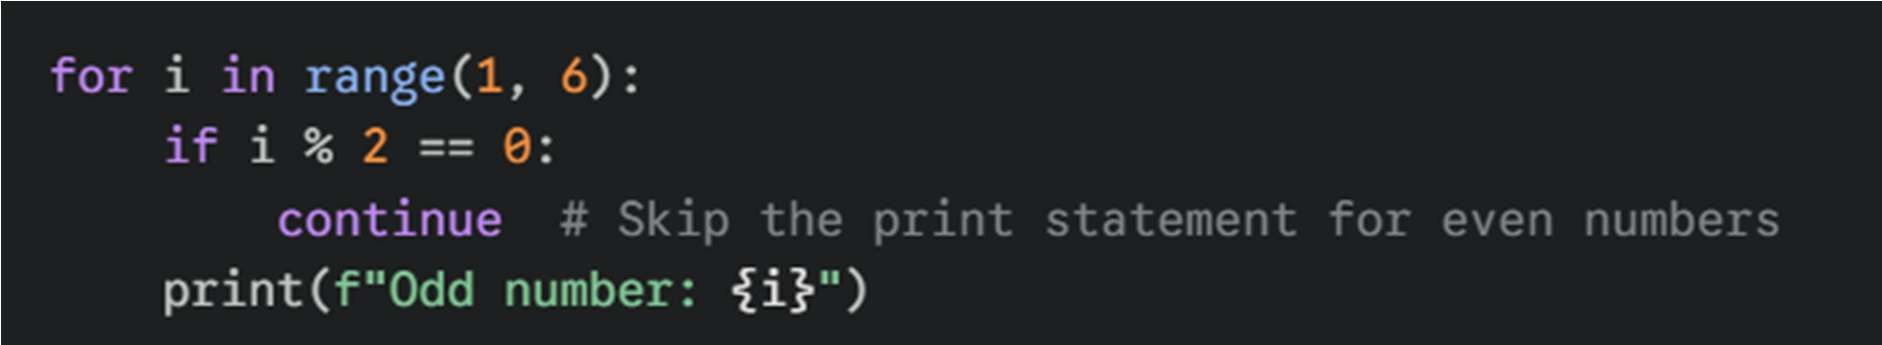 for i in range(1, 6):
    if i % 2 == 0:
        continue  # Skip the print statement for even numbers
    print(f"Odd number: {i}")